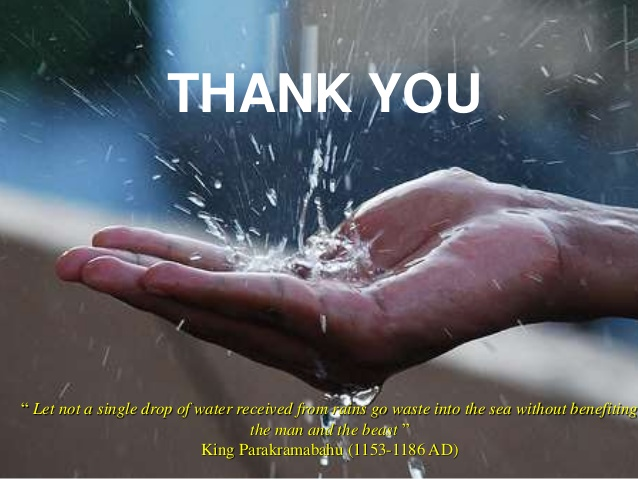 THANK YOU
“ Let not a single drop of water received from rains go waste into the sea without benefiting
the man and the beast ”
King Parakramabahu (1153-1186 AD)